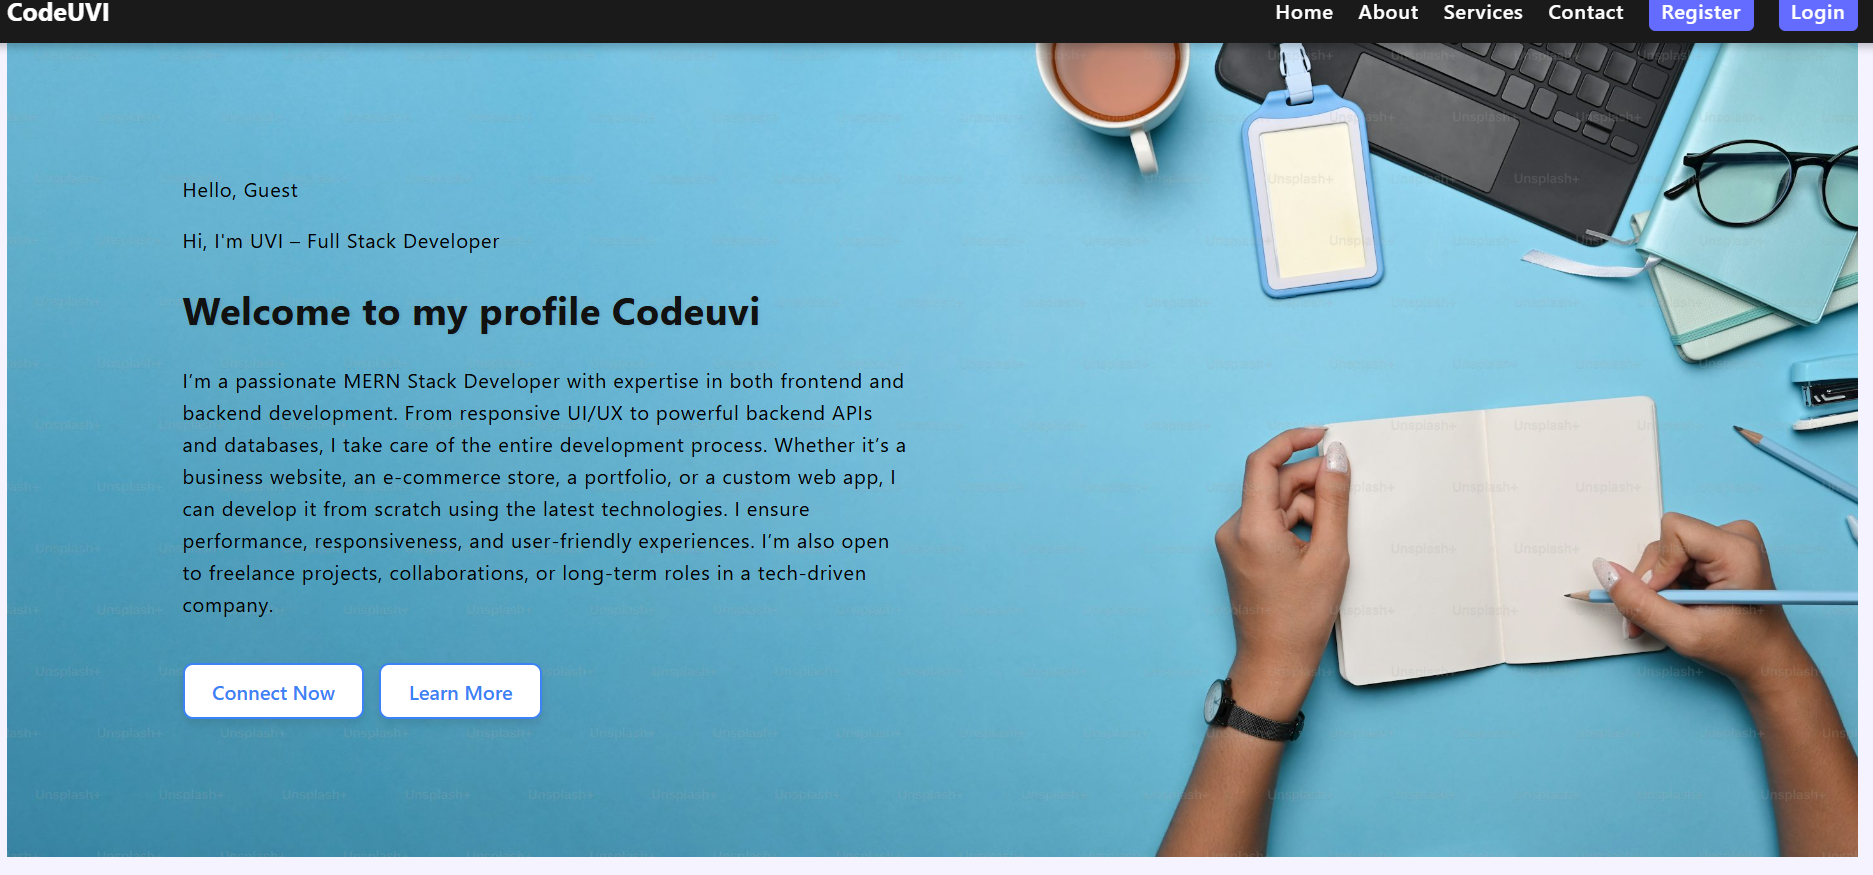 CodeUVI
Home About Services Contact Register Login
Hello, Guest
Hi, I'm UVI – Full Stack Developer
Welcome to my profile Codeuvi
I’m a passionate MERN Stack Developer with expertise in both frontend and
backend development. From responsive UI/UX to powerful backend APIs
and databases, I take care of the entire development process. Whether it’s a
business website, an e-commerce store, a portfolio, or a custom web app, I
can develop it from scratch using the latest technologies. I ensure
performance, responsiveness, and user-friendly experiences. I’m also open
to freelance projects, collaborations, or long-term roles in a tech-driven
company.
Connect Now Learn More
Unsplash+